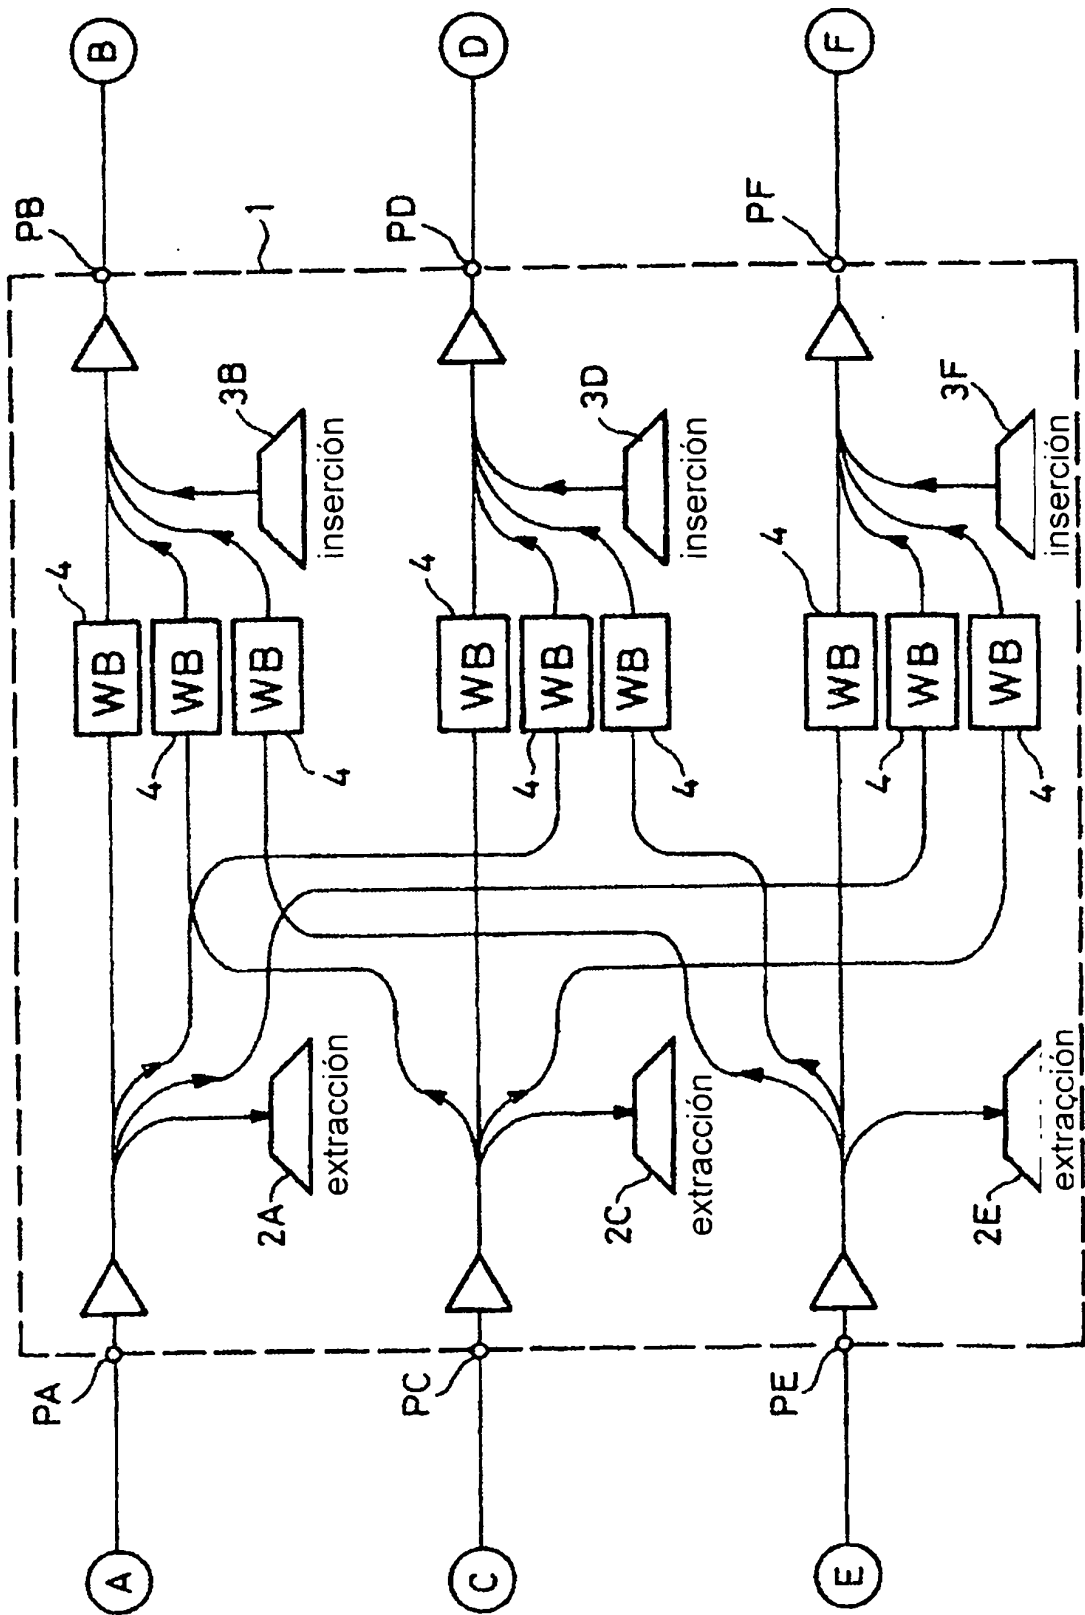 A
PA
2A
extracción
WB
4
WB
4
WB
4
3B
inserción
PB
B
1
C
PC
2C
extracción
WB
4
WB
4
WB
4
3D
inserción
PD
D
E
PE
2E
extracción
WB
4
WB
4
WB
4
3F
inserción
PF
F